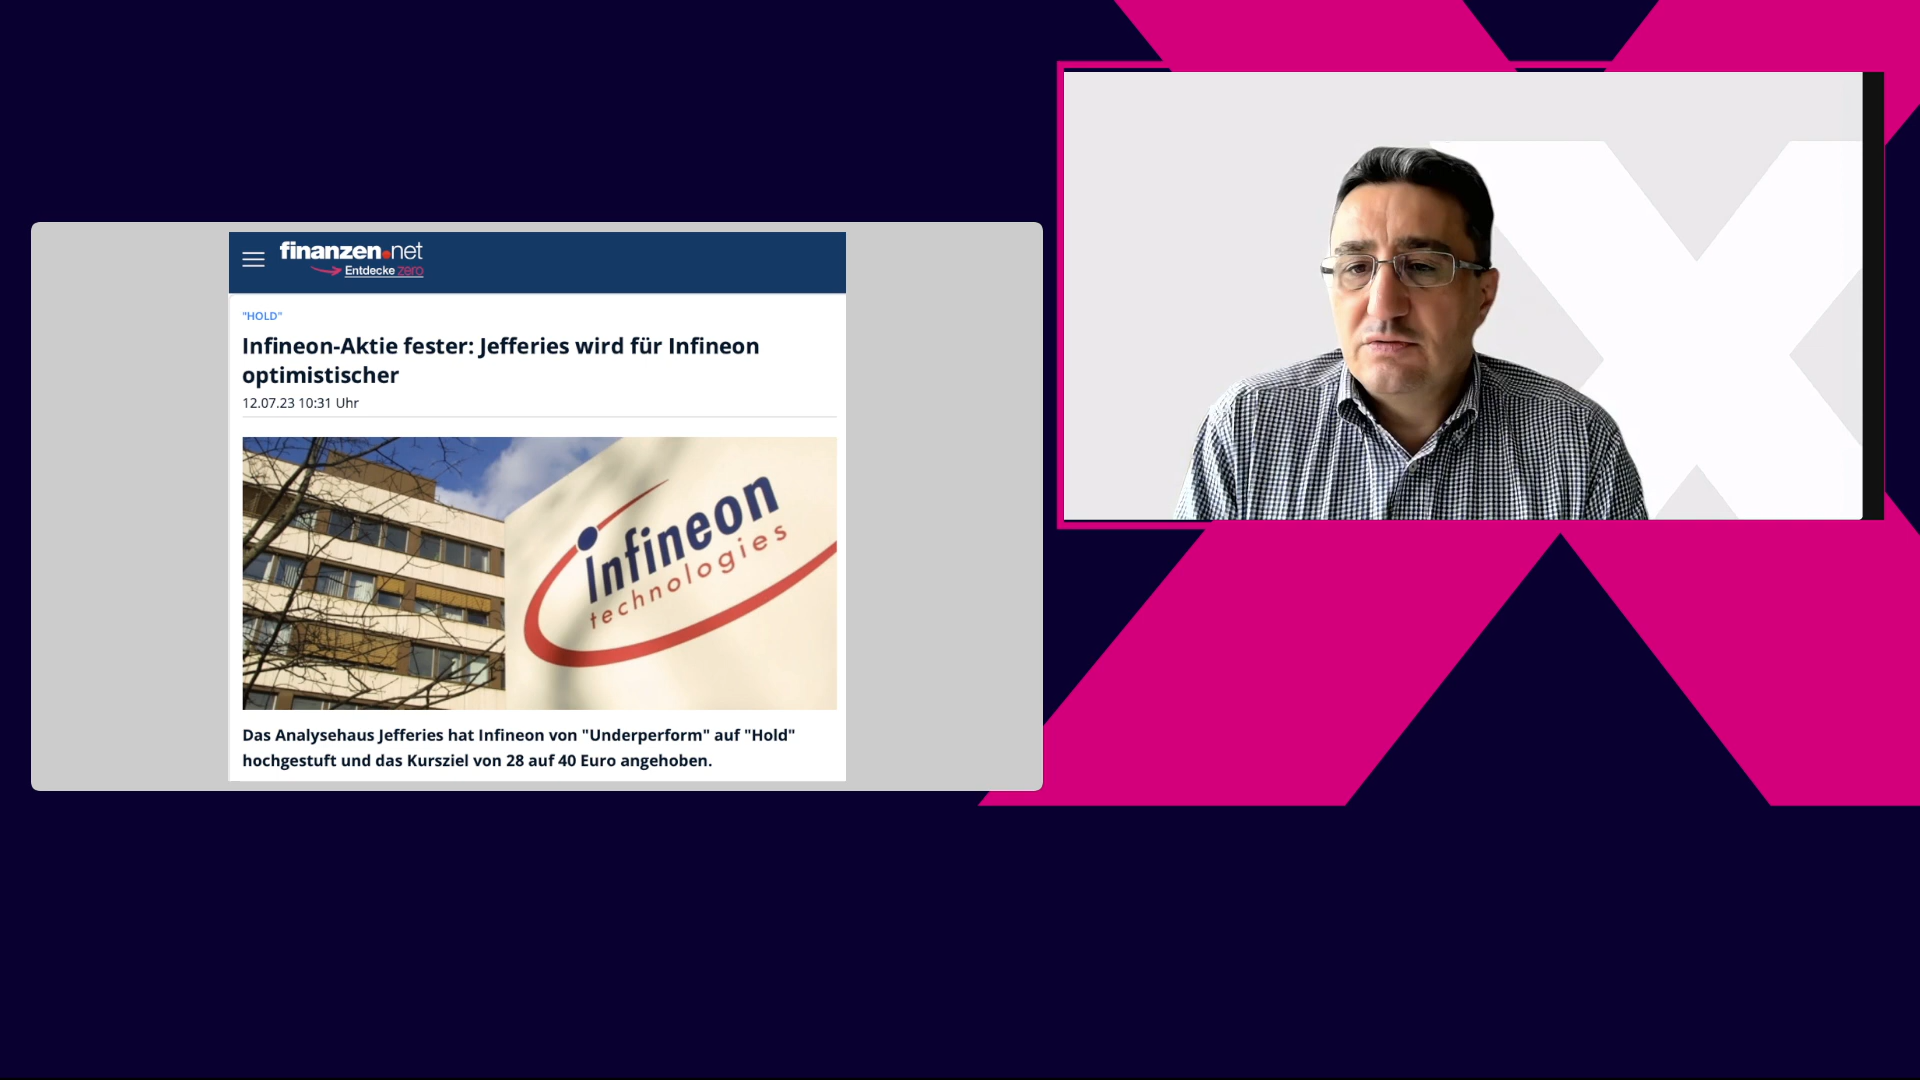 finanzen.net
Entdecke zero
"HOLD"
Infineon-Aktie fester: Jefferies wird für Infineon
optimistischer
12.07.23 10:31 Uhr
infineon
technologies
Das Analysehaus Jefferies hat Infineon von "Underperform" auf "Hold"
hochgestuft und das Kursziel von 28 auf 40 Euro angehoben.